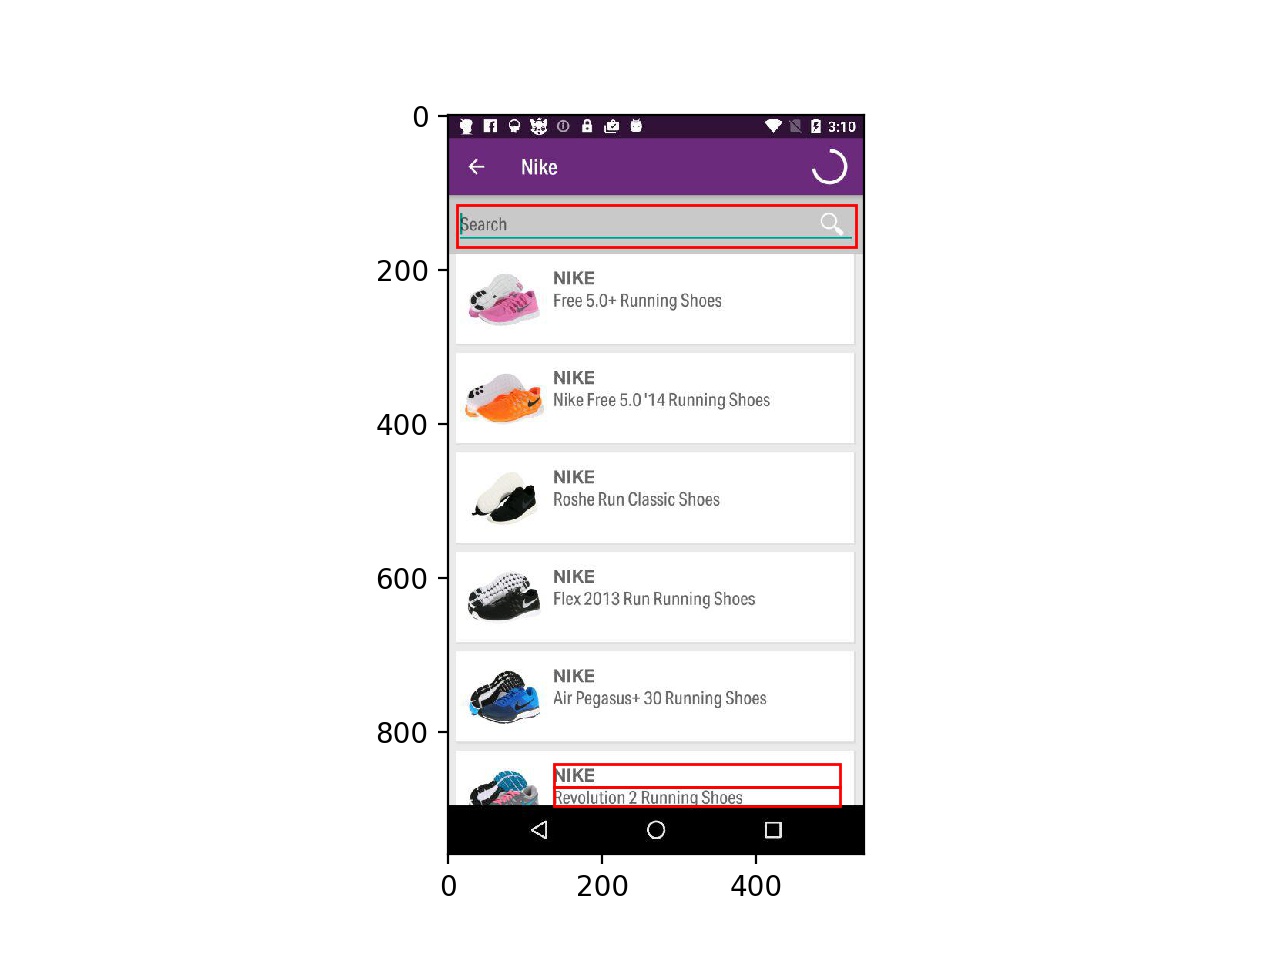 0
200
400
600
800
3:10
Nike
Search
NIKE
Free 5.0+ Running Shoes
NIKE
Nike Free 5.0 '14 Running Shoes
NIKE
Roshe Run Classic Shoes
NIKE
Flex 2013 Run Running Shoes
NIKE
Air Pegasus+ 30 Running Shoes
NIKE
Revolution 2 Running Shoes
0 200 400